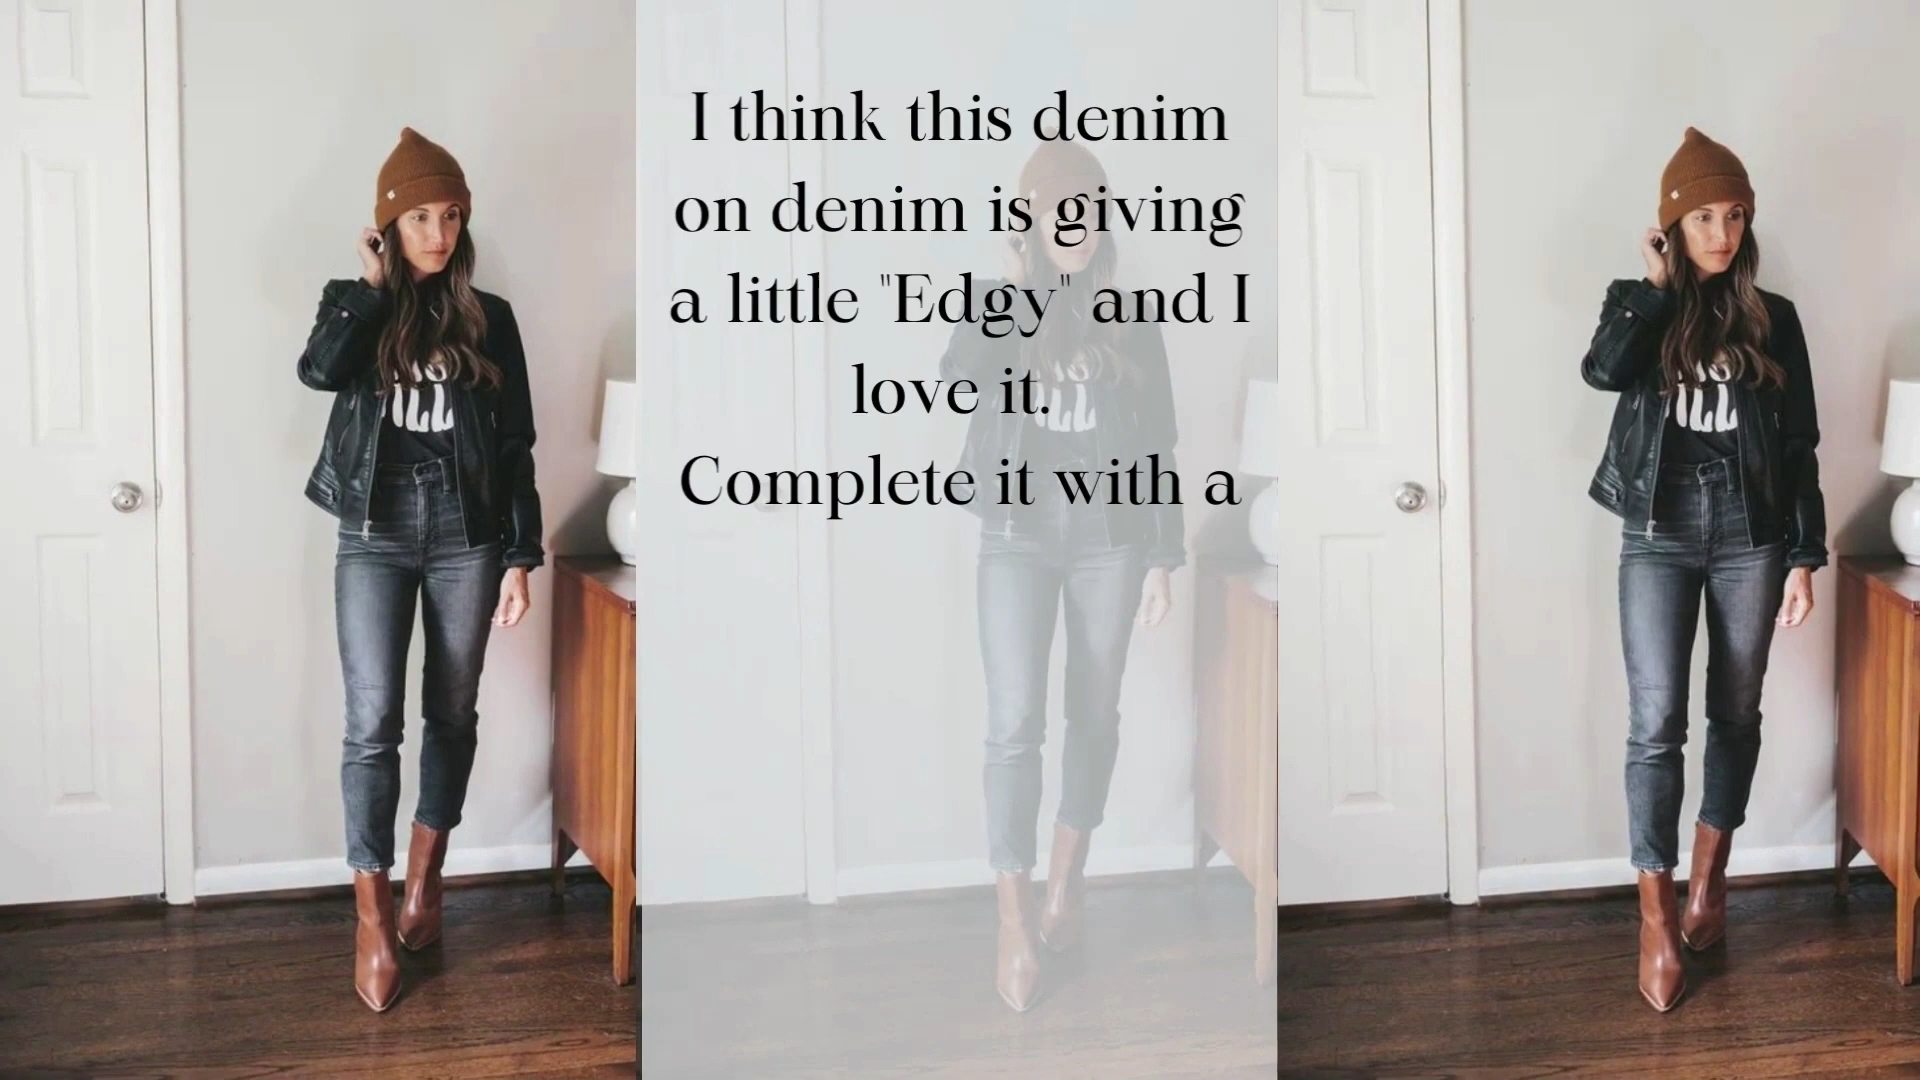 I think this denim
on denim is giving
a little "Edgy" and I
love it.
Complete it with a